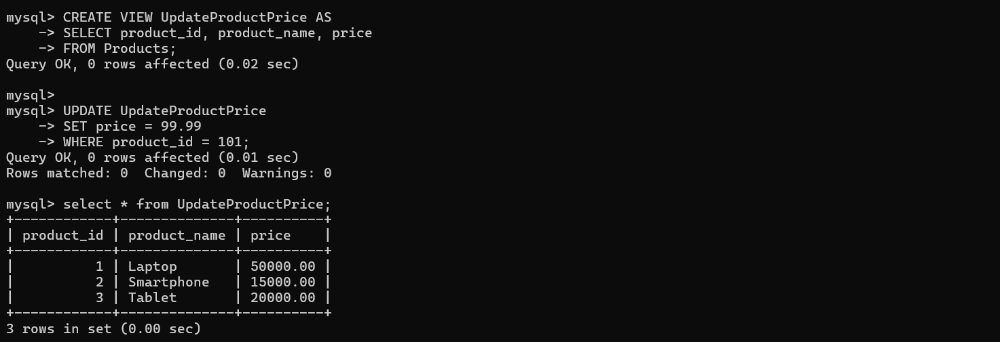 mysql> CREATE VIEW UpdateProductPrice AS
    -> SELECT product_id, product_name, price
    -> FROM Products;
Query OK, 0 rows affected (0.02 sec)

mysql>
mysql> UPDATE UpdateProductPrice
    -> SET price = 99.99
    -> WHERE product_id = 101;
Query OK, 0 rows affected (0.01 sec)
Rows matched: 0  Changed: 0  Warnings: 0

mysql> select * from UpdateProductPrice;
+------------+--------------+----------+
| product_id | product_name | price    |
+------------+--------------+----------+
|          1 | Laptop       | 50000.00 |
|          2 | Smartphone   | 15000.00 |
|          3 | Tablet       | 20000.00 |
+------------+--------------+----------+
3 rows in set (0.00 sec)